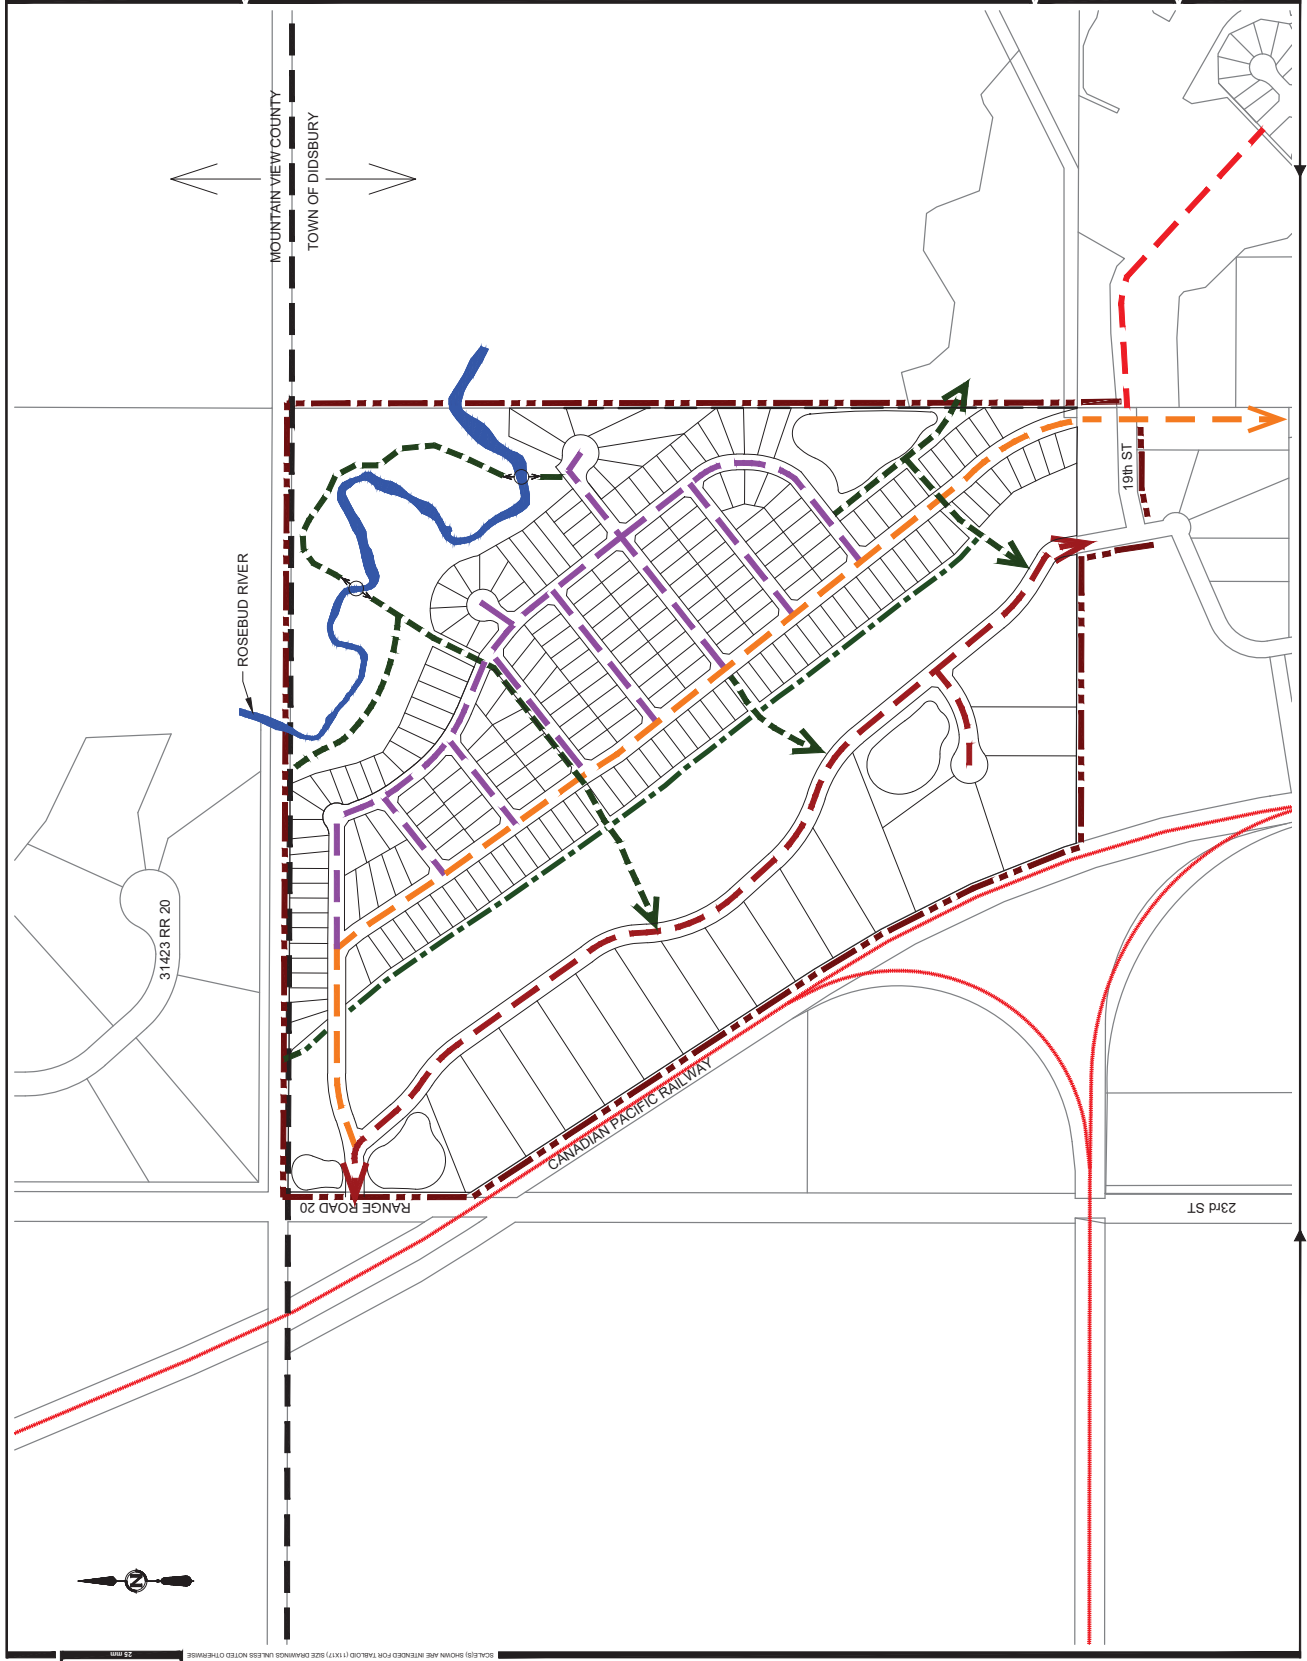 MOUNTAIN VIEW COUNTY
TOWN OF DIDSBURY
ROSEBUD RIVER
19th ST
31423 RR 20
CANADIAN PACIFIC RAILWAY
RANGE ROAD 20
23rd ST
N
25 mm
SCALE(S) SHOWN ARE INTENDED FOR TABLOID (11X17) SIZE DRAWINGS UNLESS NOTED OTHERWISE